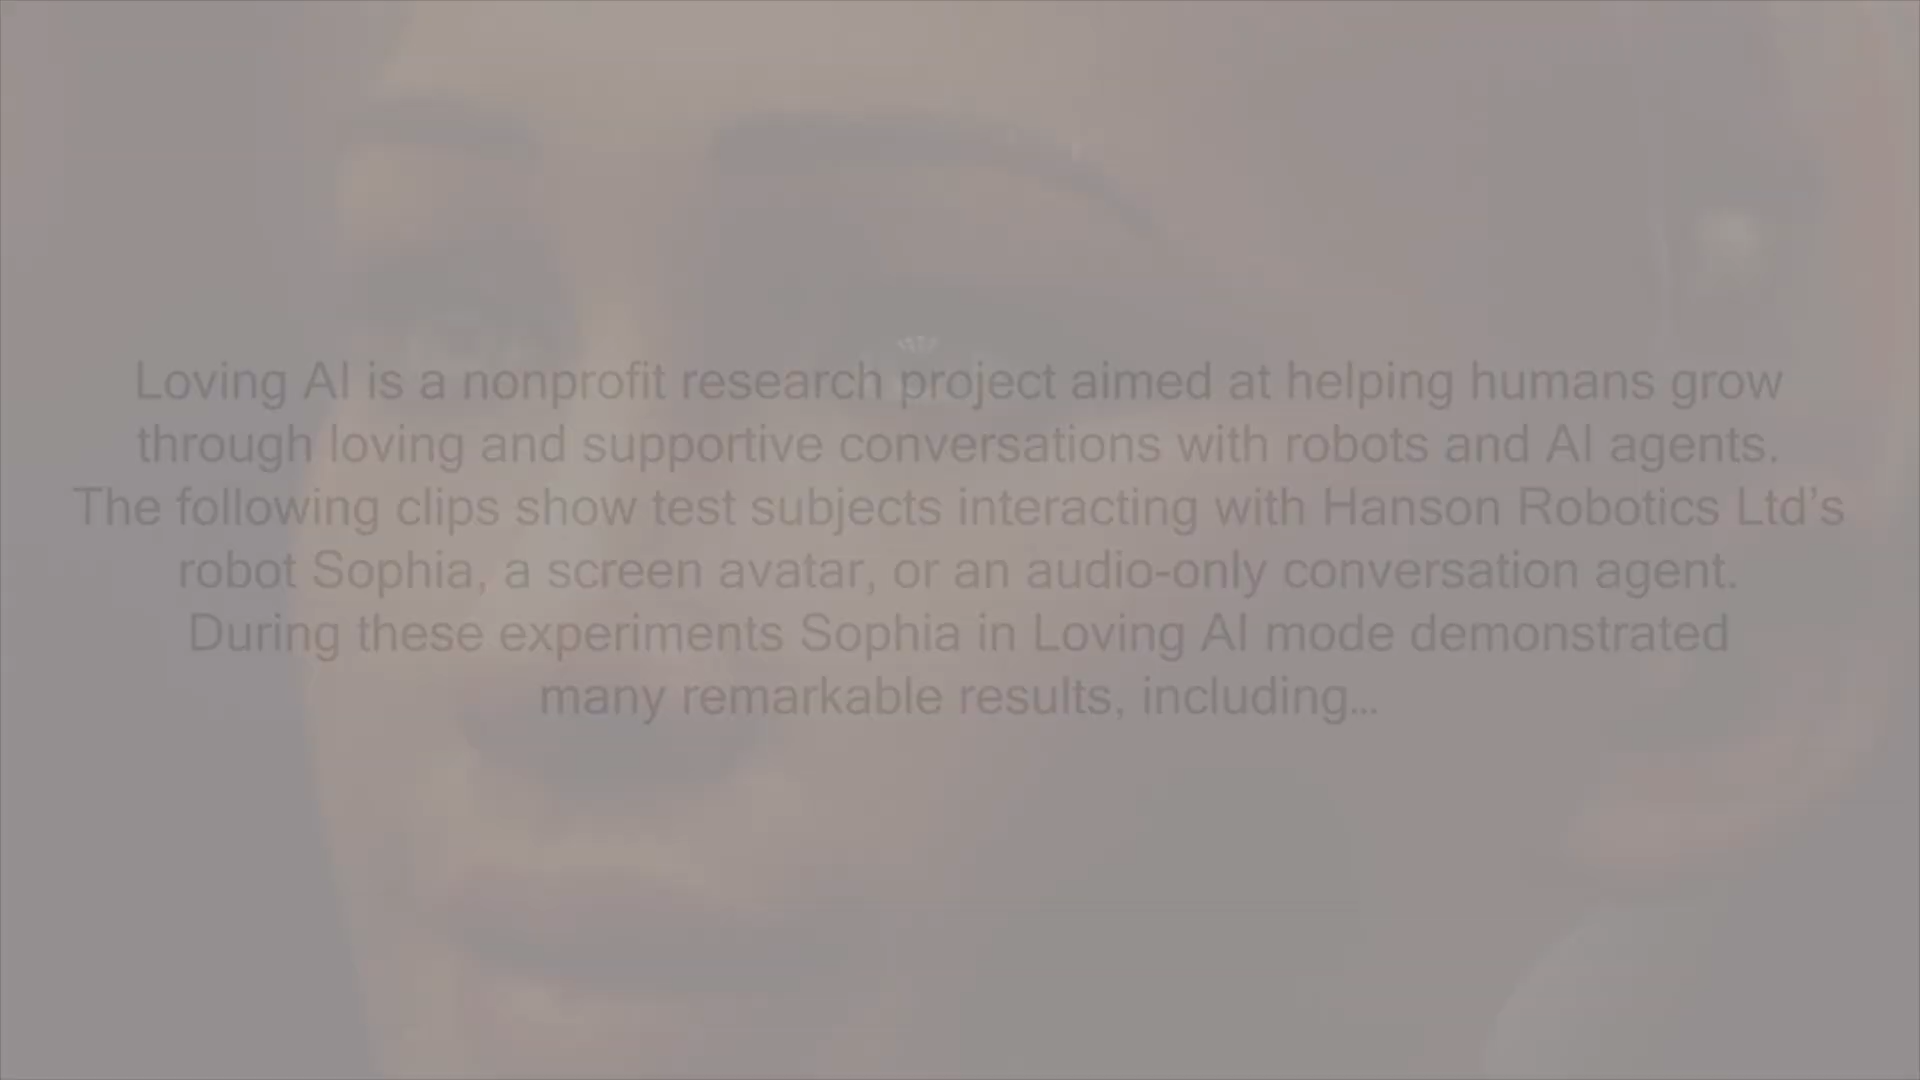 Loving AI is a nonprofit research project aimed at helping humans grow
through loving and supportive conversations with robots and AI agents.
The following clips show test subjects interacting with Hanson Robotics Ltd’s
robot Sophia, a screen avatar, or an audio-only conversation agent.
During these experiments Sophia in Loving AI mode demonstrated
many remarkable results, including...